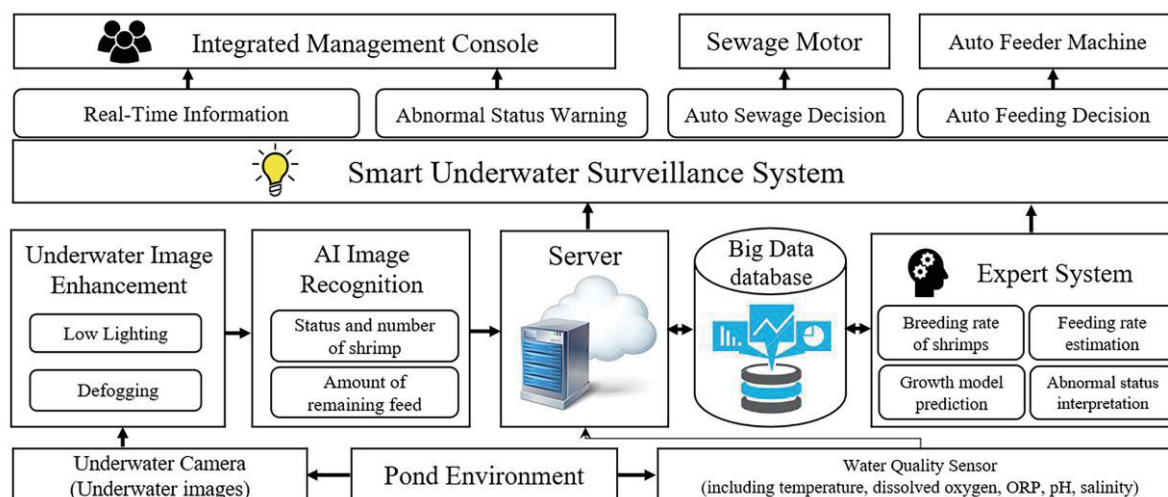 Integrated Management Console
Sewage Motor
Auto Feeder Machine
Real-Time Information
Abnormal Status Warning
Auto Sewage Decision
Auto Feeding Decision
Smart Underwater Surveillance System
Underwater Image
Enhancement
Low Lighting
Defogging
AI Image
Recognition
Status and number
of shrimp
Amount of
remaining feed
Server
Big Data
database
Expert System
Breeding rate
of shrimps
Feeding rate
estimation
Growth model
prediction
Abnormal status
interpretation
Underwater Camera
(Underwater images)
Pond Environment
Water Quality Sensor
(including temperature, dissolved oxygen, ORP, pH, salinity)